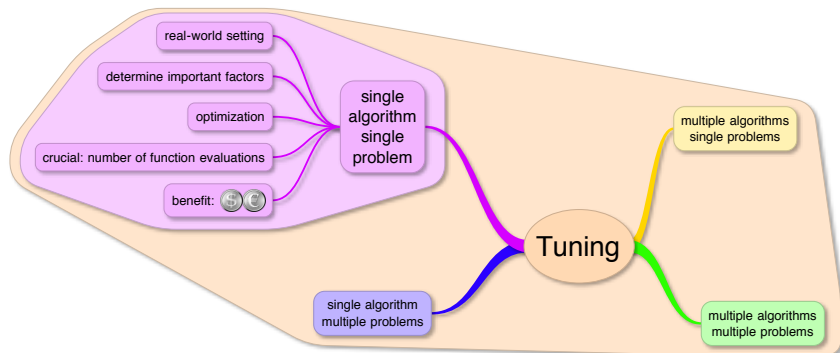 real-world setting
determine important factors
optimization
crucial: number of function evaluations
benefit: $ €
single
algorithm
single
problem
multiple algorithms
single problems
Tuning
single algorithm
multiple problems
multiple algorithms
multiple problems